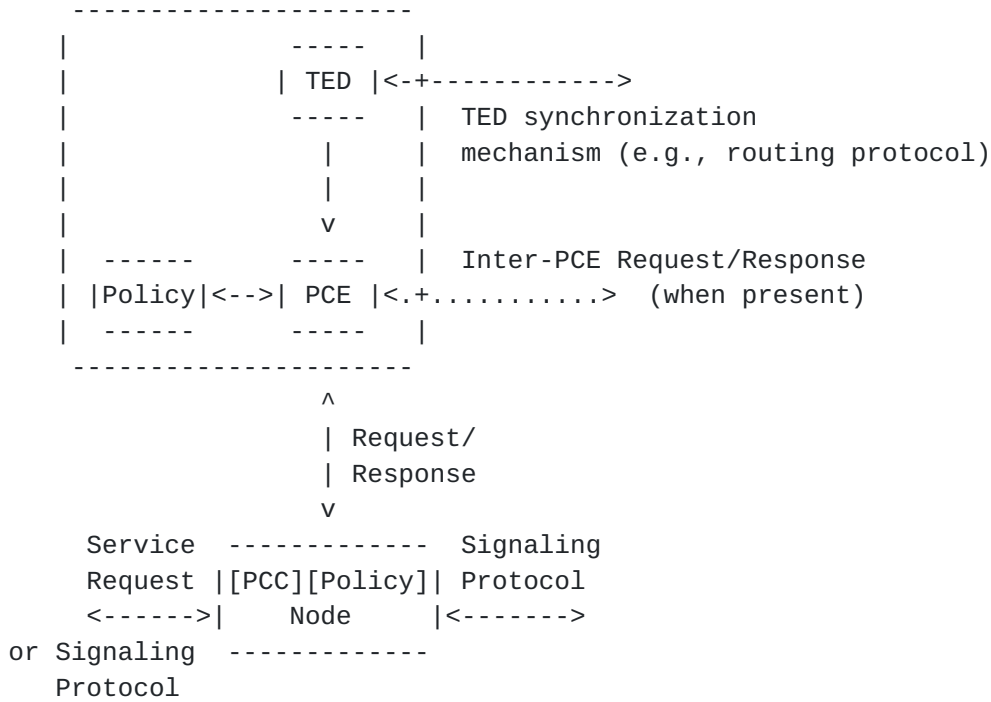 ----------------------
|              -----   |
|             | TED |<-+------------>
|              -----   |  TED synchronization
|                |     |  mechanism (e.g., routing protocol)
|                |     |
|                v     |
|  ------      -----   |  Inter-PCE Request/Response
| |Policy|<-->| PCE |<.+...........>  (when present)
|  ------      -----   |
----------------------
^
| Request/
| Response
v
Service  -------------  Signaling
Request |[PCC][Policy]| Protocol
<------>|    Node     |<------->
or Signaling  -------------
Protocol